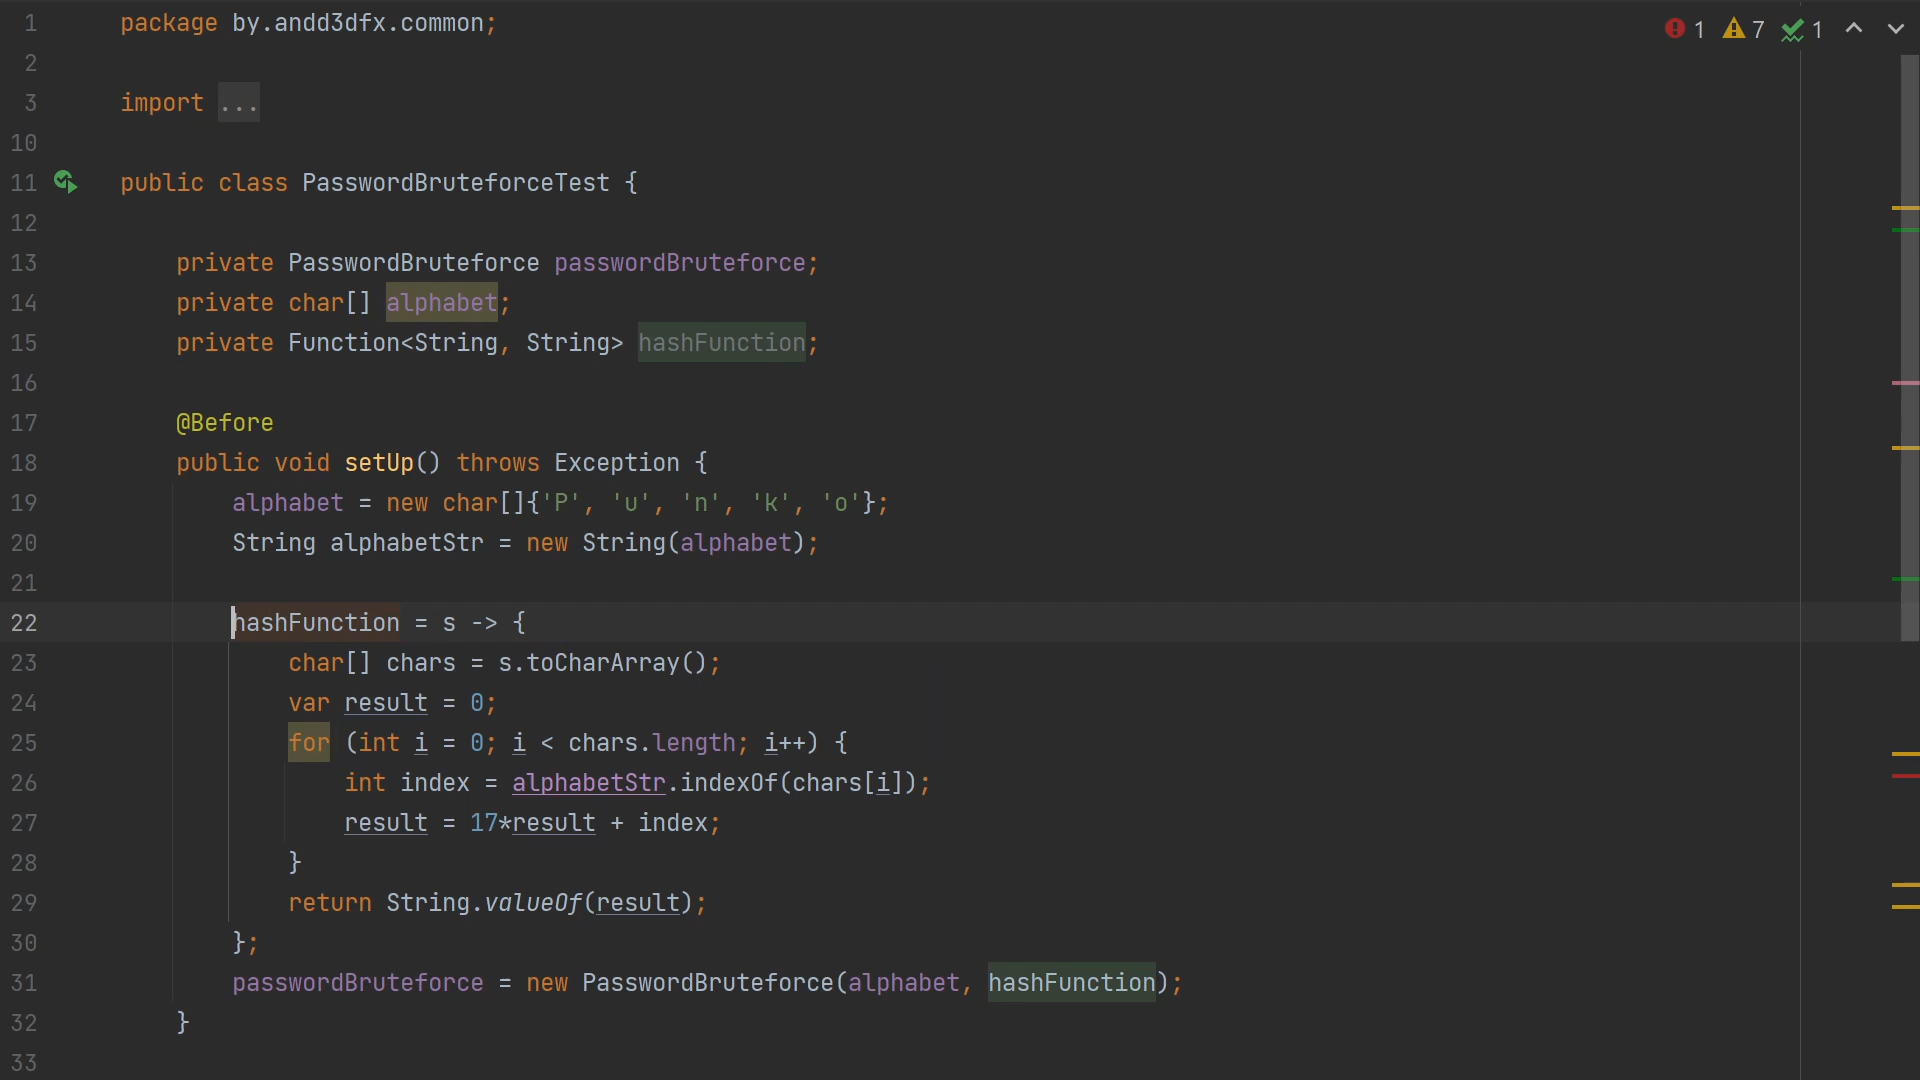 1 package by.andd3dfx.common; 1 7 1
2
3 import ...
10
11 public class PasswordBruteforceTest {
12
13 private PasswordBruteforce passwordBruteforce;
14 private char[] alphabet;
15 private Function<String, String> hashFunction;
16
17 @Before
18 public void setUp() throws Exception {
19 alphabet = new char[]{'P', 'u', 'n', 'k', 'o'};
20 String alphabetStr = new String(alphabet);
21
22 hashFunction = s -> {
23 char[] chars = s.toCharArray();
24 var result = 0;
25 for (int i = 0; i < chars.length; i++) {
26 int index = alphabetStr.indexOf(chars[i]);
27 result = 17*result + index;
28 }
29 return String.valueOf(result);
30 };
31 passwordBruteforce = new PasswordBruteforce(alphabet, hashFunction);
32 }
33